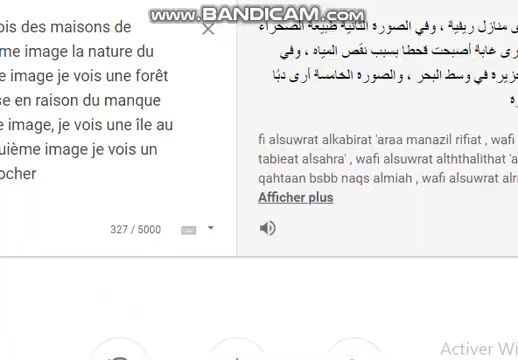 www.BANDICAM.com
ois des maisons de
ème image la nature du
e image je vois une forêt
se en raison du manque
e image, je vois une île au
quième image je vois un
ocher
327 / 5000
ى منازل ريفية ، وفي الصورة الثانية طبيعة الصحراء
رى غابة أصبحت قحطا بسبب نقص المياه ، وفي
جزيرة في وسط البحر ، والصورة الخامسة أرى دبًا
رة
fi alsuwrat alkabirat 'araa manazil rifiat , wafi
tabieat alsahra' , wafi alsuwrat alththalithat 'a
qahtaan bsbb naqs almiah , wafi alsuwrat alr
Afficher plus
Activer Wi